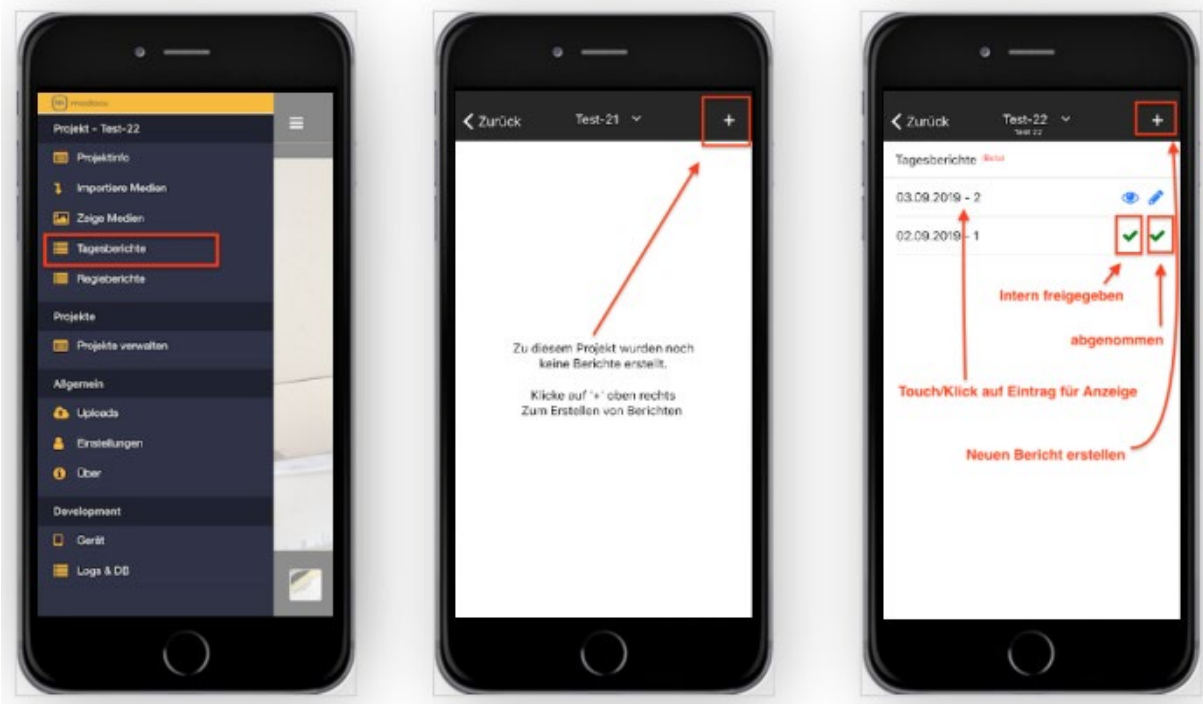 Projekt - Test-22
Projektinfo
Importiere Medien
Zeige Medien
Tagesberichte
Regieberichte
Projekte
Projekte verwalten
Allgemein
Uploads
Einstellungen
Über
Development
Gerät
Logs & DB
Zurück
Test-21
+
Zu diesem Projekt wurden noch
keine Berichte erstellt.
Klicke auf '+' oben rechts
Zum Erstellen von Berichten
Zurück
Test-22
Test 22
+
Tagesberichte
03.09.2019 - 2
02.09.2019 - 1
Intern freigegeben
abgenommen
Touch/Klick auf Eintrag für Anzeige
Neuen Bericht erstellen